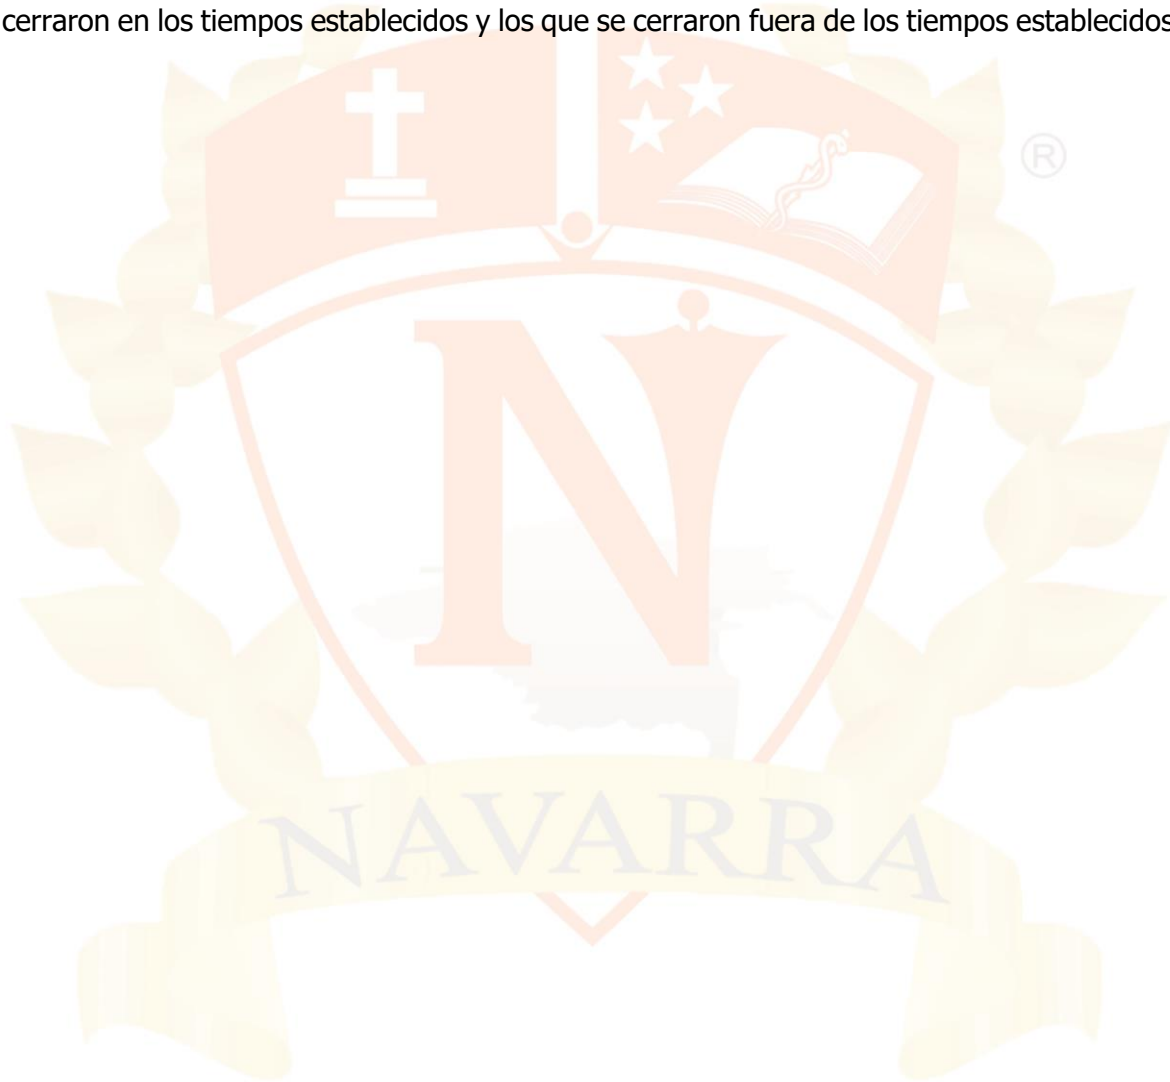 cerraron en los tiempos establecidos y los que se cerraron fuera de los tiempos establecidos
®
N
NAVARRA